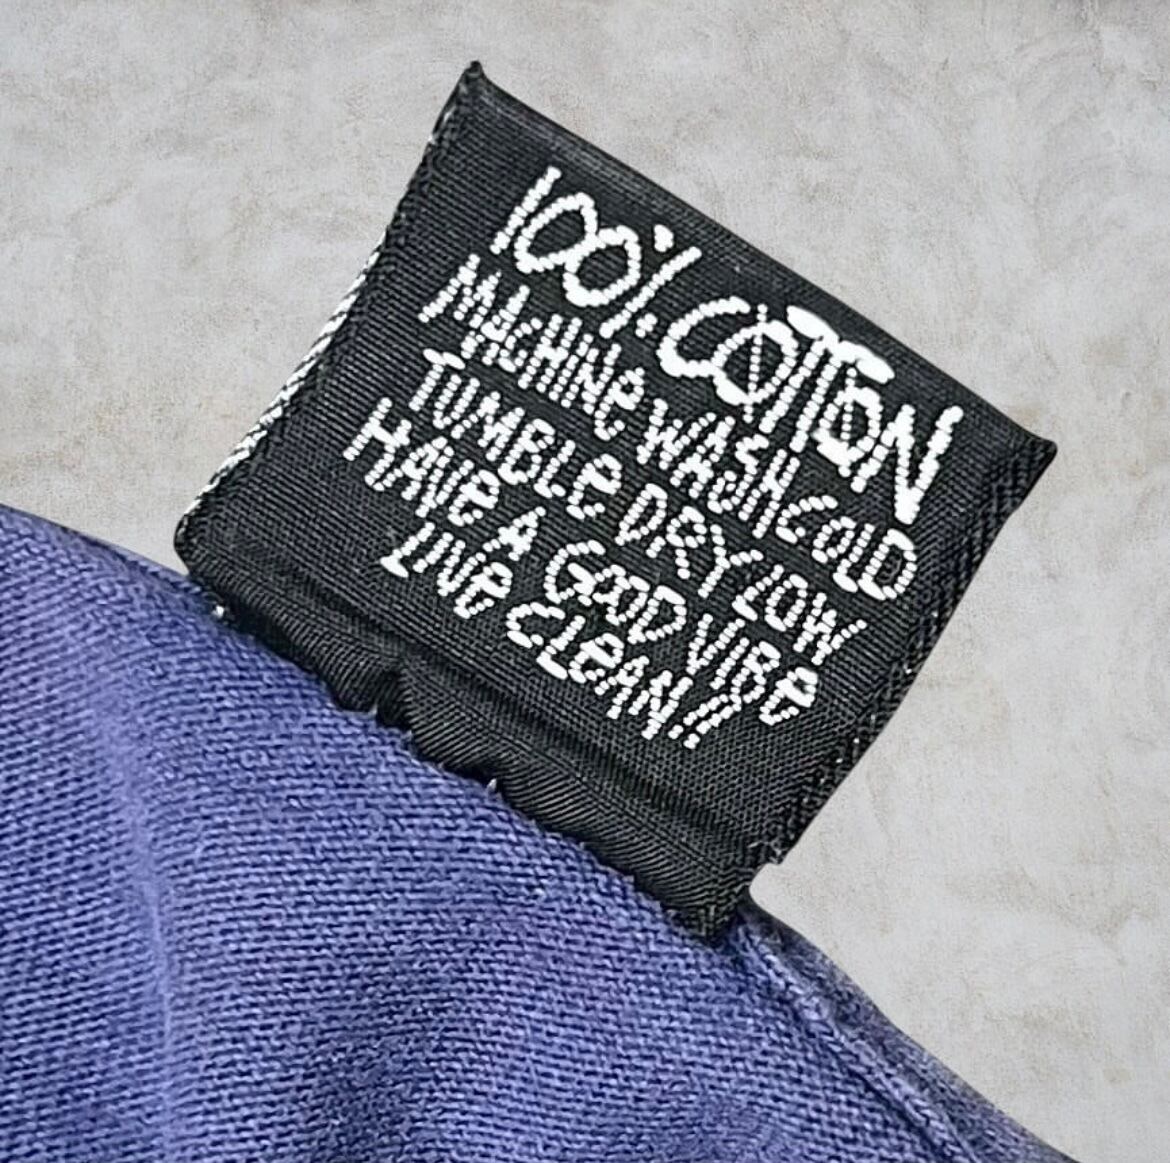 100% COTTON
MACHINe WASH COLD
TUMBLe DRY LOW
HAVe A GOOD VIBe
LIVe CLeAN!!